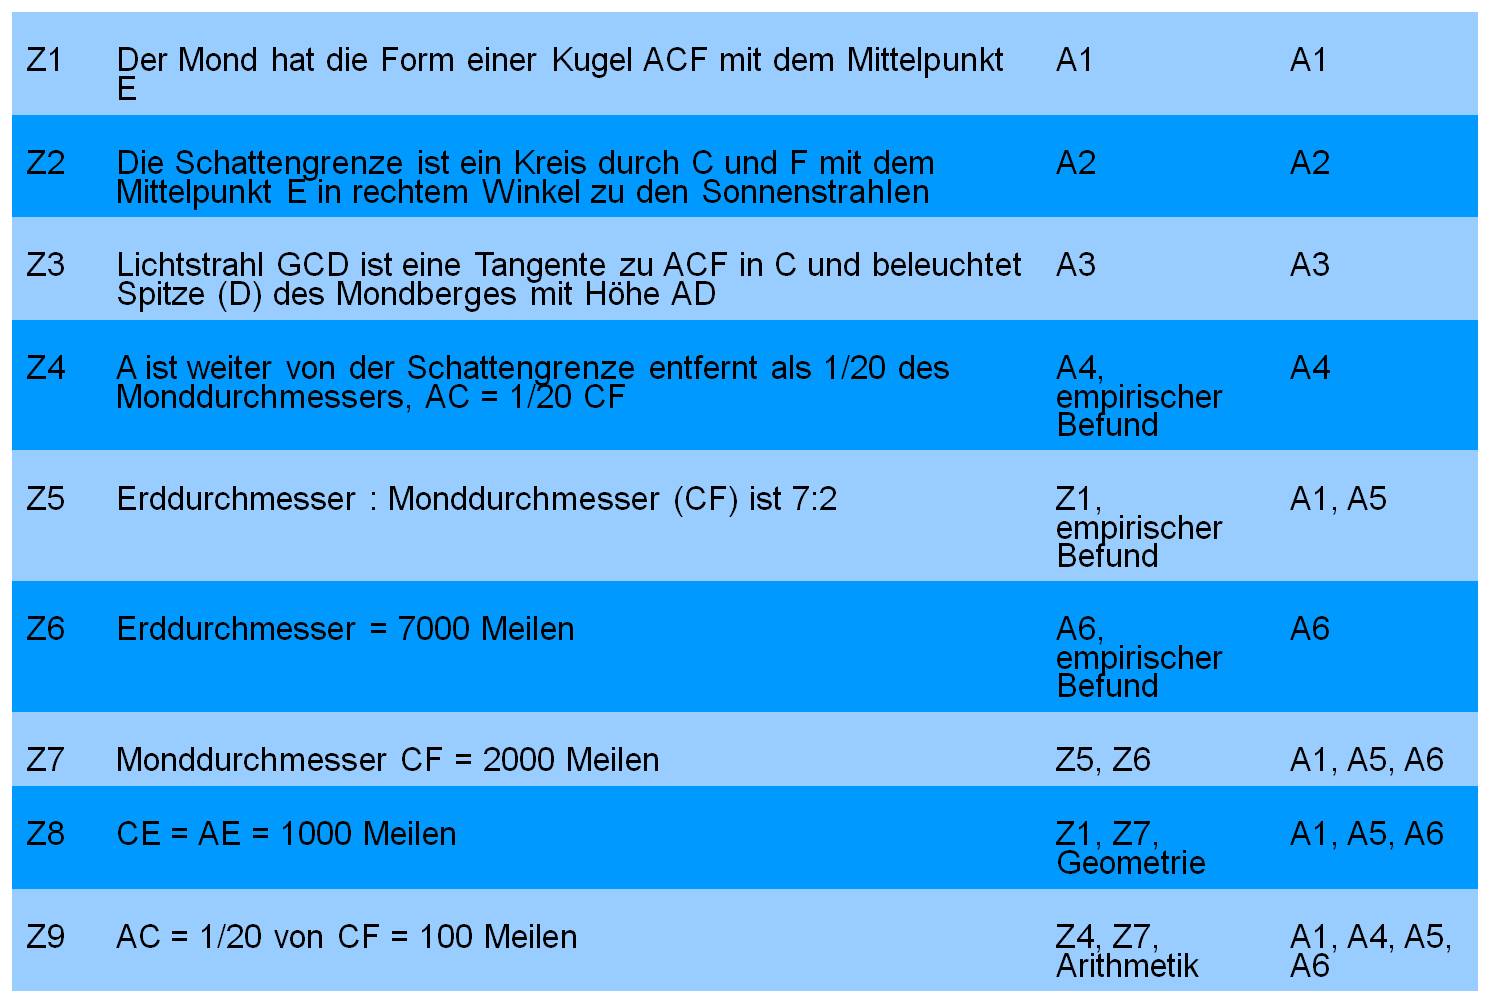 Z1 Der Mond hat die Form einer Kugel ACF mit dem Mittelpunkt A1 A1
E
Z2 Die Schattengrenze ist ein Kreis durch C und F mit dem A2 A2
Mittelpunkt E in rechtem Winkel zu den Sonnenstrahlen
Z3 Lichtstrahl GCD ist eine Tangente zu ACF in C und beleuchtet A3 A3
Spitze (D) des Mondberges mit Höhe AD
Z4 A ist weiter von der Schattengrenze entfernt als 1/20 des A4, A4
Monddurchmessers, AC = 1/20 CF empirischer
Befund
Z5 Erddurchmesser : Monddurchmesser (CF) ist 7:2 Z1, A1, A5
empirischer
Befund
Z6 Erddurchmesser = 7000 Meilen A6, A6
empirischer
Befund
Z7 Monddurchmesser CF = 2000 Meilen Z5, Z6 A1, A5, A6
Z8 CE = AE = 1000 Meilen Z1, Z7, A1, A5, A6
Geometrie
Z9 AC = 1/20 von CF = 100 Meilen Z4, Z7, A1, A4, A5,
Arithmetik A6